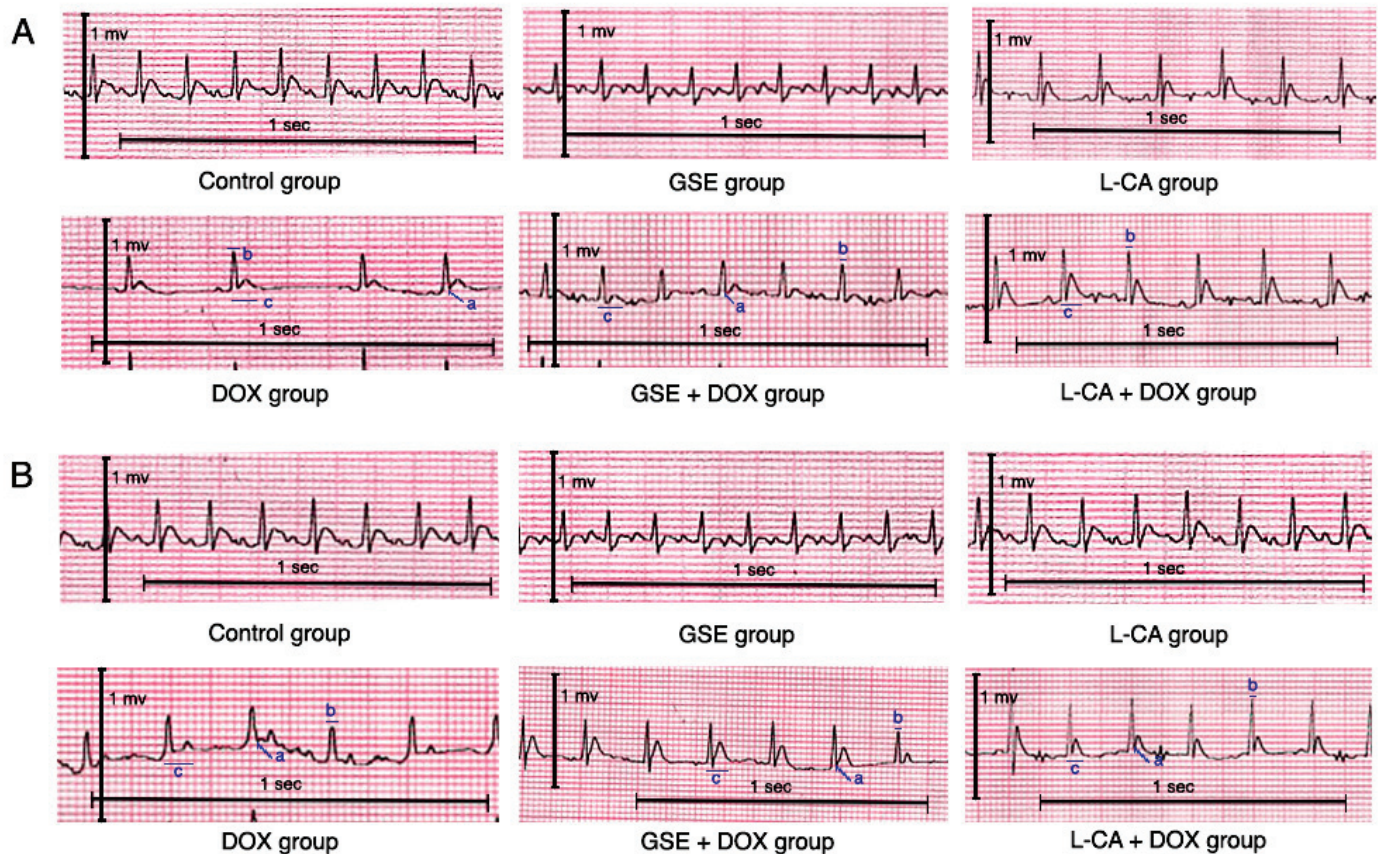 A
1 mv
1 sec
Control group
1 mv
1 sec
GSE group
1 mv
1 sec
L-CA group
1 mv
b
c
a
1 sec
DOX group
1 mv
b
c
a
1 sec
GSE + DOX group
1 mv
b
c
1 sec
L-CA + DOX group
B
1 mv
1 sec
Control group
1 mv
1 sec
GSE group
1 mv
1 sec
L-CA group
1 mv
b
a
c
1 sec
DOX group
1 mv
b
c
a
1 sec
GSE + DOX group
1 mv
b
c
a
1 sec
L-CA + DOX group